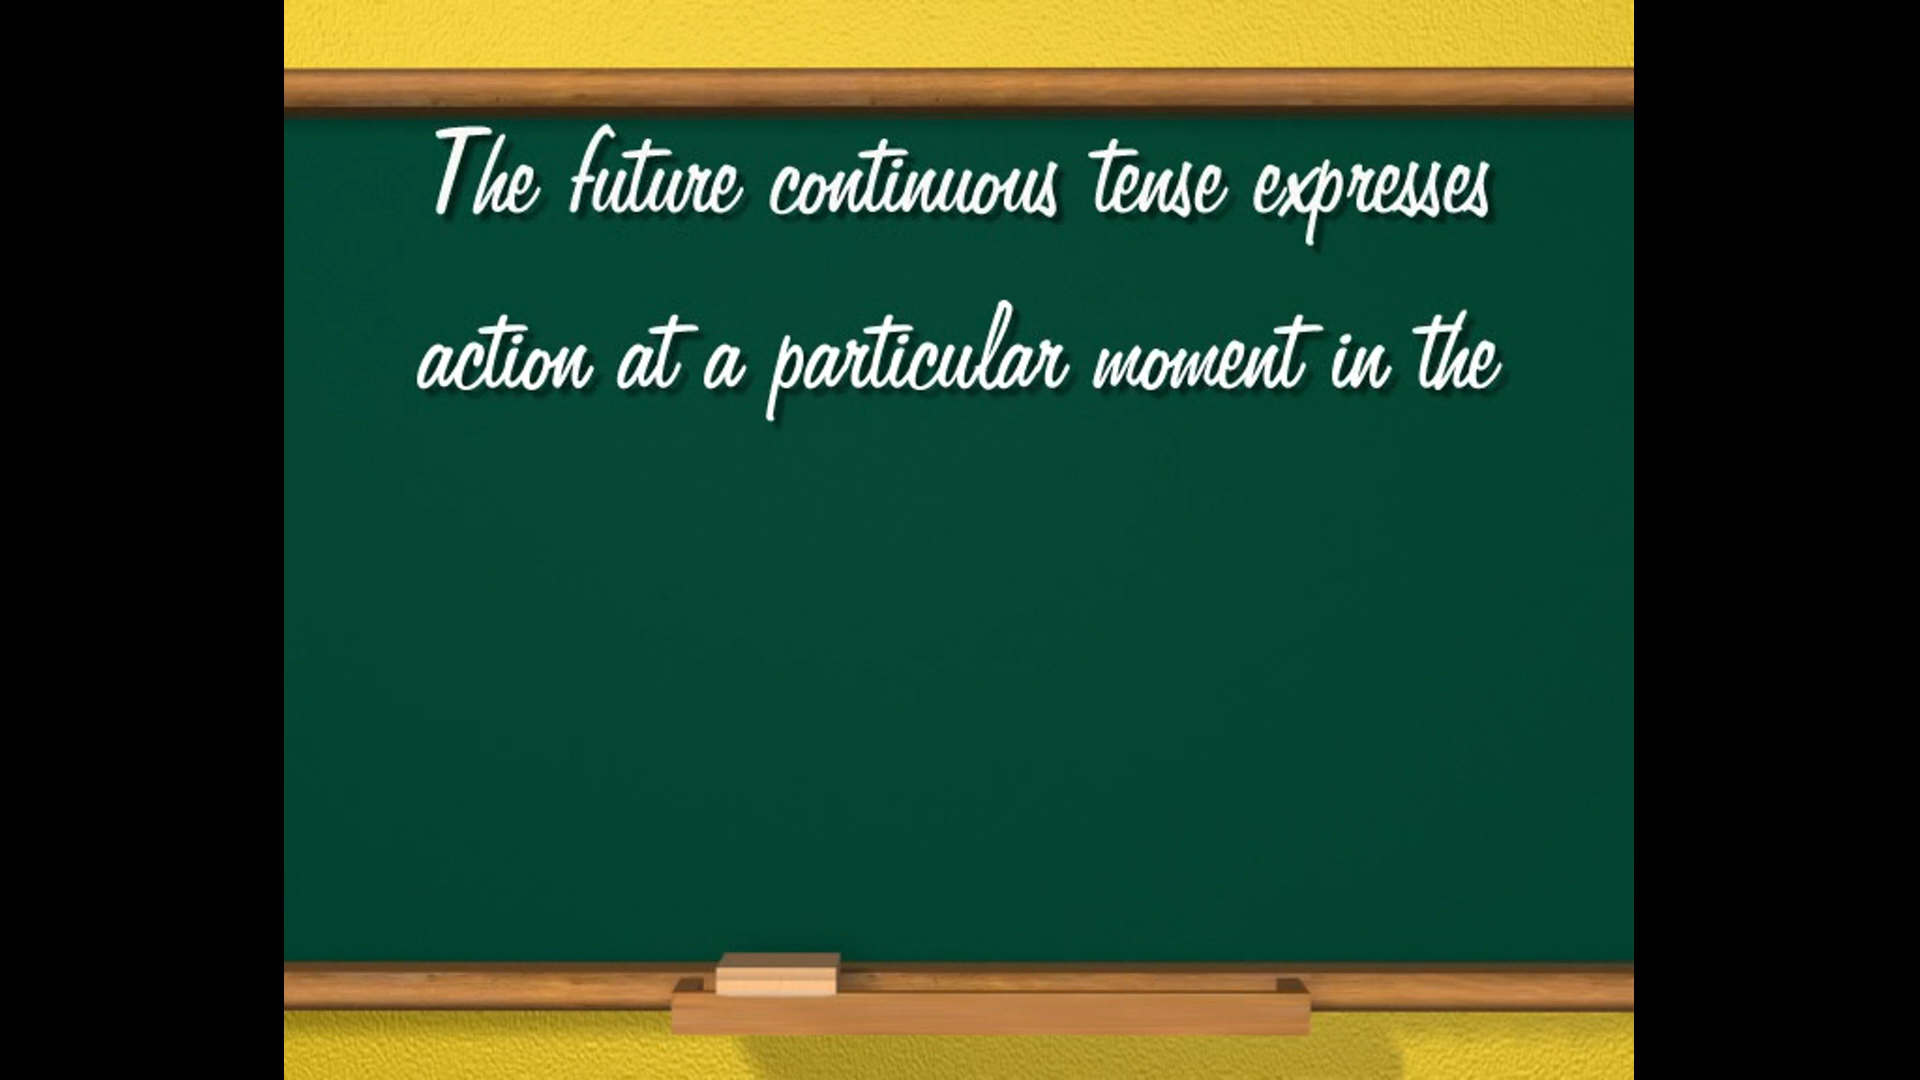 The future continuous tense expresses
action at a particular moment in the